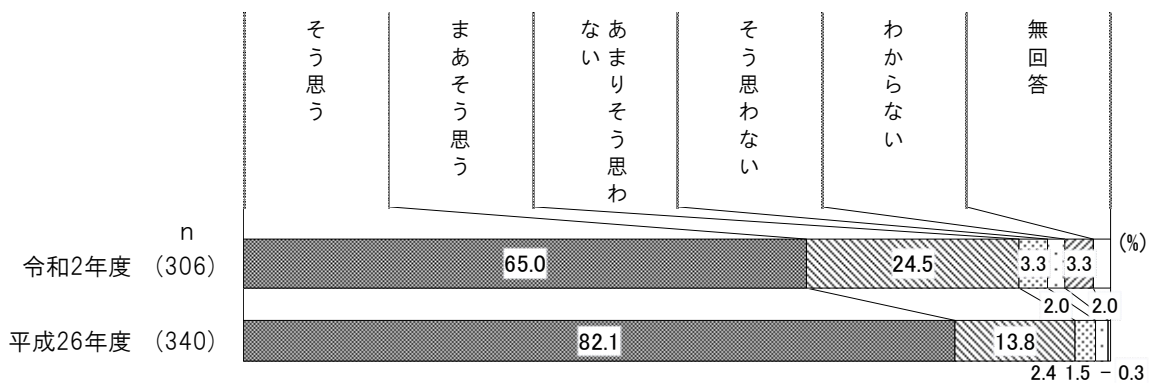 そう思う
まあそう思う
あまりそう思わ
ない
そう思わない
わからない
無回答
n
(%)
令和2年度 (306)
65.0 24.5 3.3 3.3
2.0 2.0
平成26年度 (340)
82.1 13.8
2.4 1.5 − 0.3